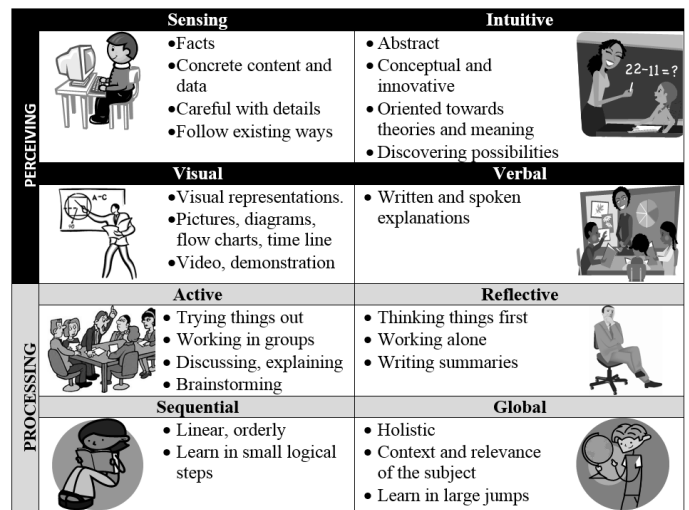 PERCEIVING
Sensing
•Facts
•Concrete content and
data
•Careful with details
•Follow existing ways
Intuitive
• Abstract
• Conceptual and
innovative
• Oriented towards
theories and meaning
• Discovering possibilities
22-11=?
Visual
•Visual representations.
•Pictures, diagrams,
flow charts, time line
•Video, demonstration
A-C
Verbal
• Written and spoken
explanations
PROCESSING
Active
• Trying things out
• Working in groups
• Discussing, explaining
• Brainstorming
Reflective
• Thinking things first
• Working alone
• Writing summaries
Sequential
• Linear, orderly
• Learn in small logical
steps
Global
• Holistic
• Context and relevance
of the subject
• Learn in large jumps